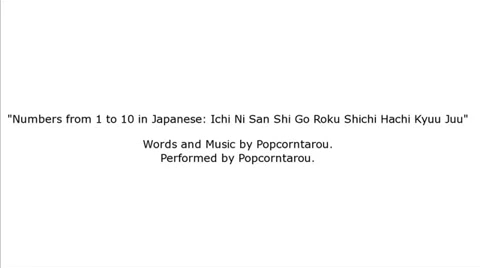 "Numbers from 1 to 10 in Japanese: Ichi Ni San Shi Go Roku Shichi Hachi Kyuu Juu"
Words and Music by Popcorntarou.
Performed by Popcorntarou.